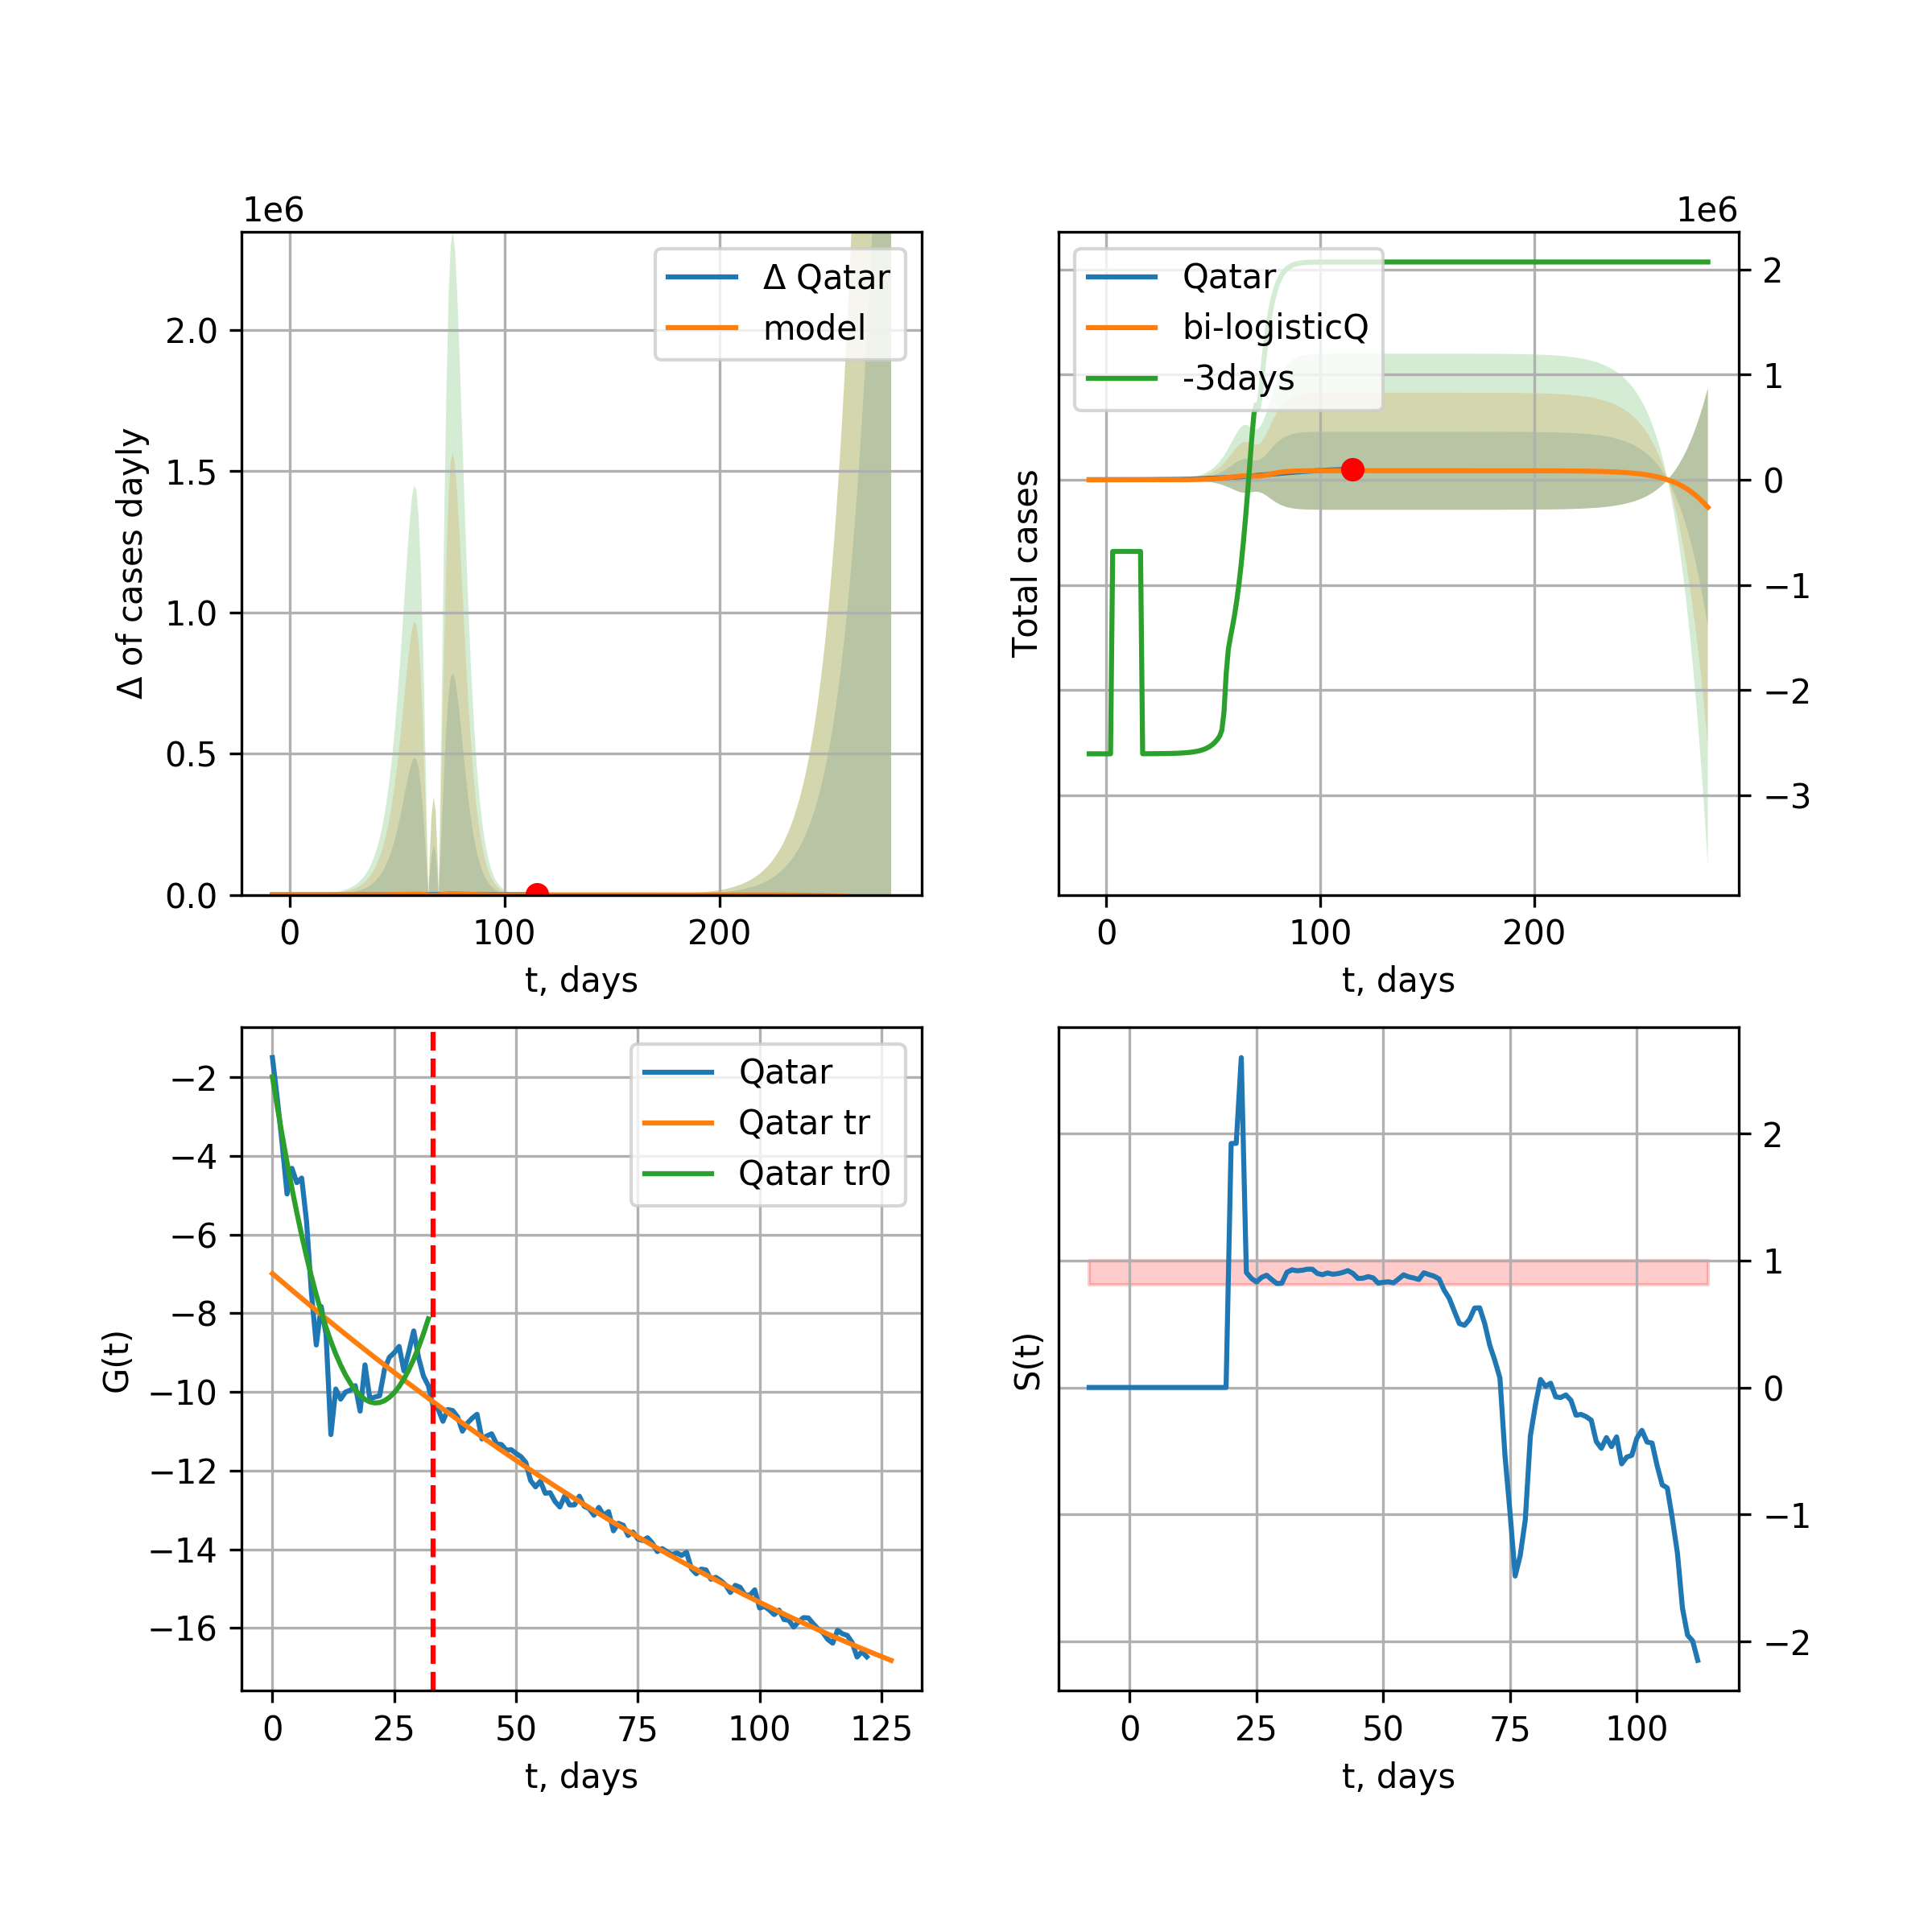 1e6
Δ Qatar
model
2.0
1.5
1.0
0.5
0.0
Δ of cases dayly
0
100
200
t, days
1e6
Qatar
bi-logisticQ
-3days
2
1
0
−1
−2
−3
Total cases
0
100
200
t, days
Qatar
Qatar tr
Qatar tr0
−2
−4
−6
−8
−10
−12
−14
−16
G(t)
0
25
50
75
100
125
t, days
2
1
0
−1
−2
S(t)
0
25
50
75
100
t, days